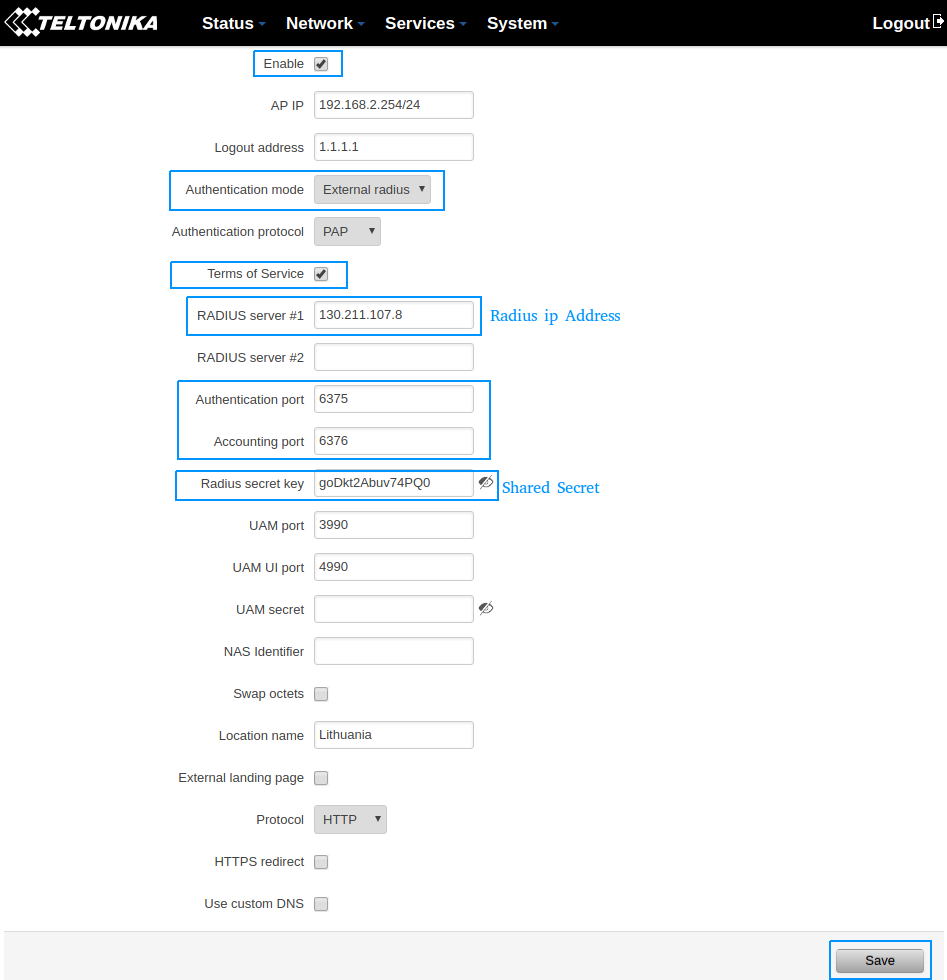 TELTONIKA Status Network Services System Logout
Enable
AP IP 192.168.2.254/24
Logout address 1.1.1.1
Authentication mode External radius
Authentication protocol PAP
Terms of Service
RADIUS server #1 130.211.107.8 Radius ip Address
RADIUS server #2
Authentication port 6375
Accounting port 6376
Radius secret key goDkt2Abuv74PQ0 Shared Secret
UAM port 3990
UAM UI port 4990
UAM secret
NAS Identifier
Swap octets
Location name Lithuania
External landing page
Protocol HTTP
HTTPS redirect
Use custom DNS
Save